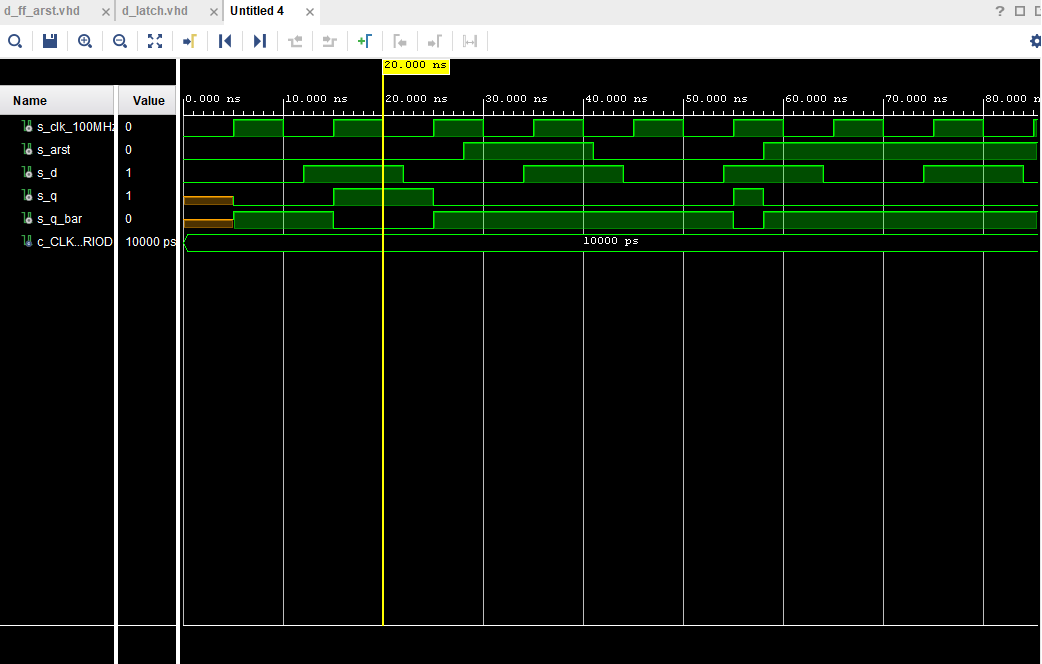 d_ff_arst.vhd × d_latch.vhd × Untitled 4 ×
?
20.000 ns
Name Value
0.000 ns 10.000 ns 20.000 ns 30.000 ns 40.000 ns 50.000 ns 60.000 ns 70.000 ns 80.000 n
s_clk_100MHz 0
s_arst 0
s_d 1
s_q 1
s_q_bar 0
c_CLK...RIOD 10000 ps 10000 ps